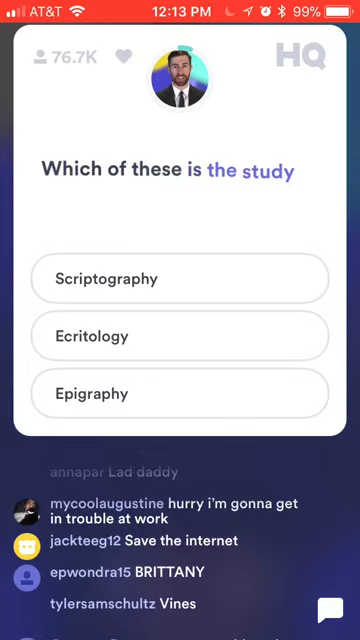 AT&T 12:13 PM 99%
76.7K HQ
Which of these is the study
Scriptography
Ecritology
Epigraphy
annapar Lad daddy
mycoolaugustine hurry i'm gonna get
in trouble at work
jackteeg12 Save the internet
epwondra15 BRITTANY
tylersamschultz Vines